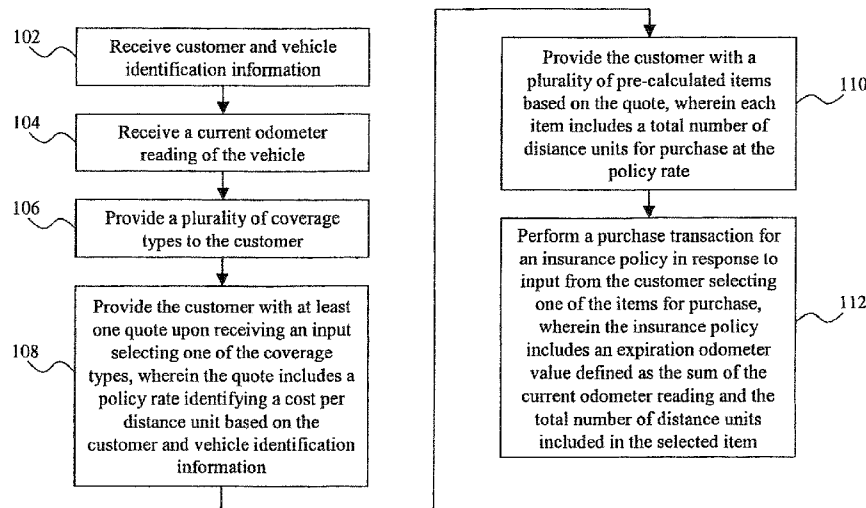 102
Receive customer and vehicle
identification information
104
Receive a current odometer
reading of the vehicle
106
Provide a plurality of coverage
types to the customer
108
Provide the customer with at least
one quote upon receiving an input
selecting one of the coverage
types, wherein the quote includes a
policy rate identifying a cost per
distance unit based on the
customer and vehicle identification
information
Provide the customer with a
plurality of pre-calculated items
based on the quote, wherein each
item includes a total number of
distance units for purchase at the
policy rate
110
Perform a purchase transaction for
an insurance policy in response to
input from the customer selecting
one of the items for purchase,
wherein the insurance policy
includes an expiration odometer
value defined as the sum of the
current odometer reading and the
total number of distance units
included in the selected item
112